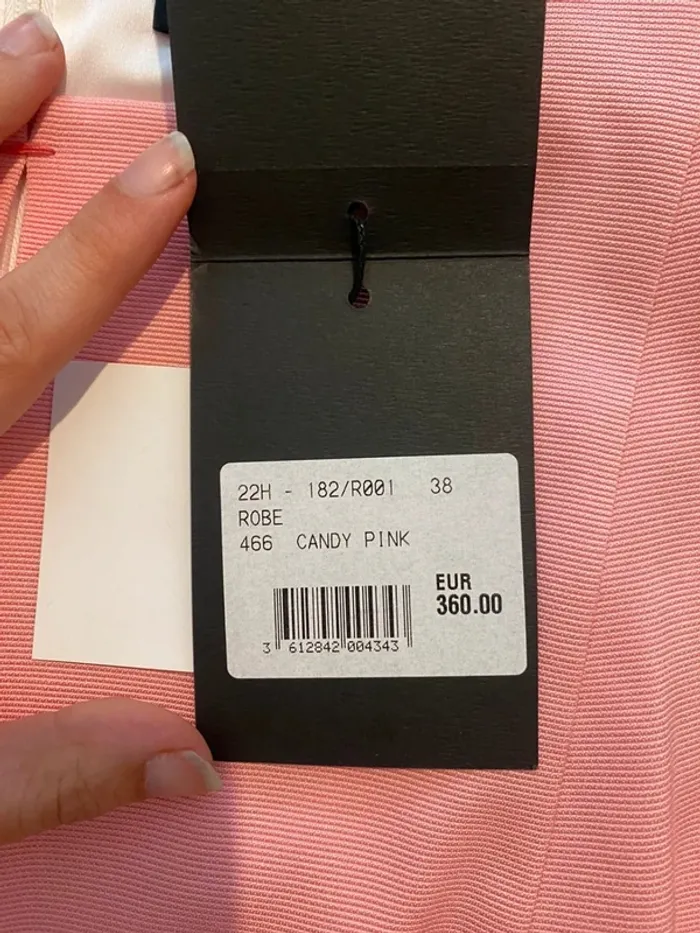 22H - 182/R001 38
ROBE
466 CANDY PINK
EUR
360.00
3 612842 004343